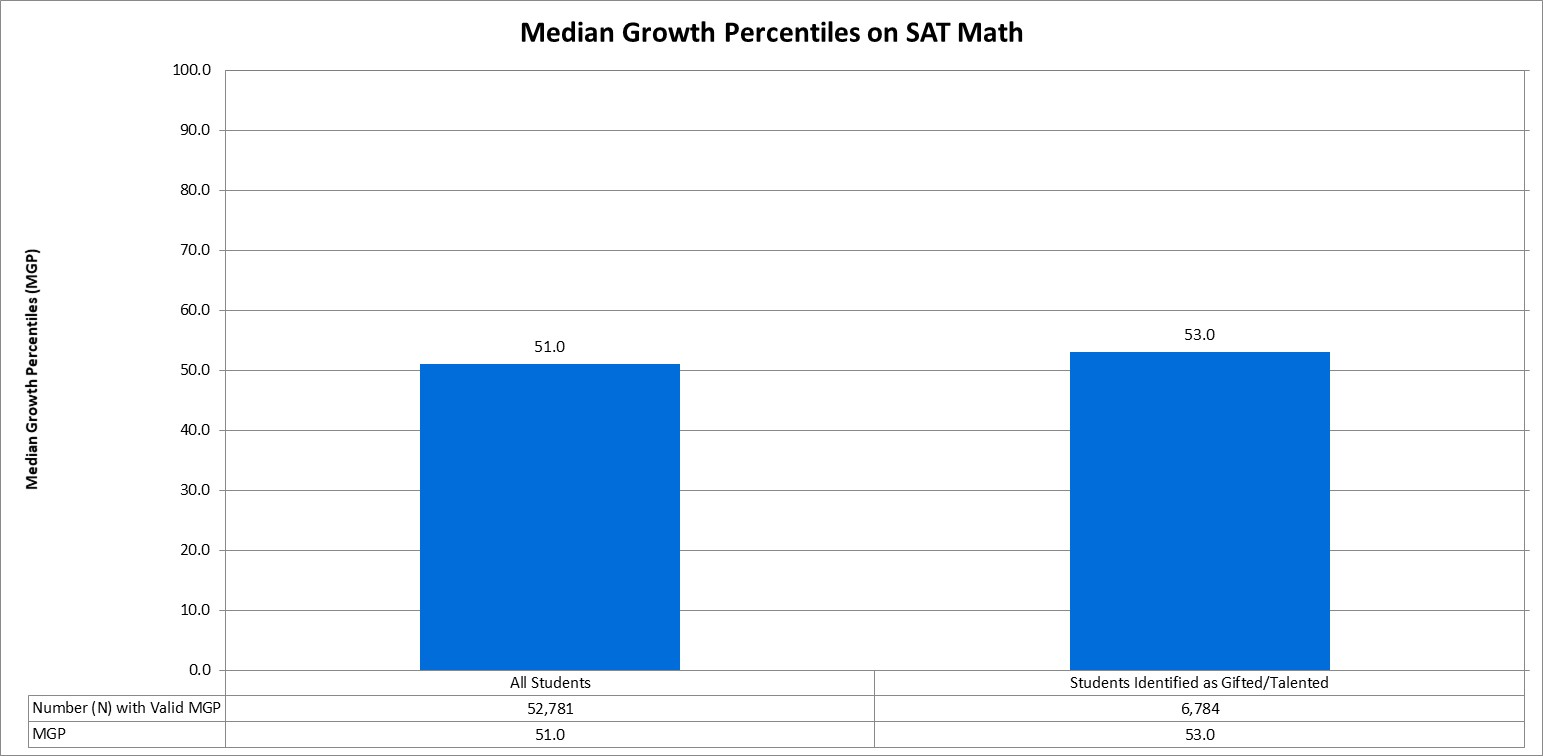 Median Growth Percentiles on SAT Math
Median Growth Percentiles (MGP)
100.0
90.0
80.0
70.0
60.0
50.0
40.0
30.0
20.0
10.0
0.0
51.0
53.0
All Students Students Identified as Gifted/Talented
Number (N) with Valid MGP 52,781 6,784
MGP 51.0 53.0